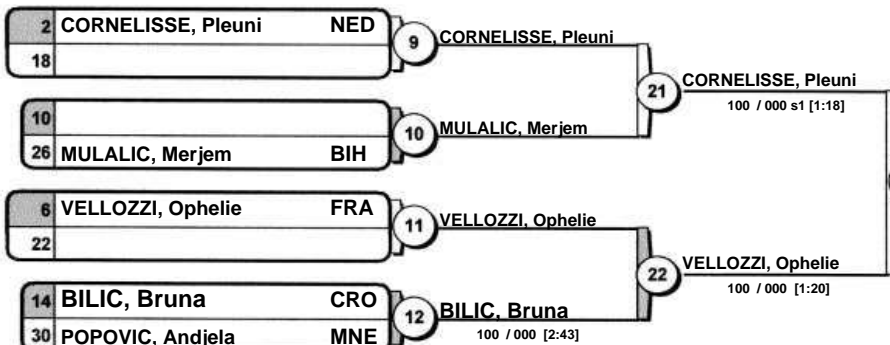 2 CORNELISSE, Pleuni NED
18
9
CORNELISSE, Pleuni
10
26 MULALIC, Merjem BIH
10
MULALIC, Merjem
21
CORNELISSE, Pleuni
100 / 000 s1 [1:18]
6 VELLOZZI, Ophelie FRA
22
11
VELLOZZI, Ophelie
14 BILIC, Bruna CRO
30 POPOVIC, Andjela MNE
12
BILIC, Bruna
100 / 000 [2:43]
22
VELLOZZI, Ophelie
100 / 000 [1:20]